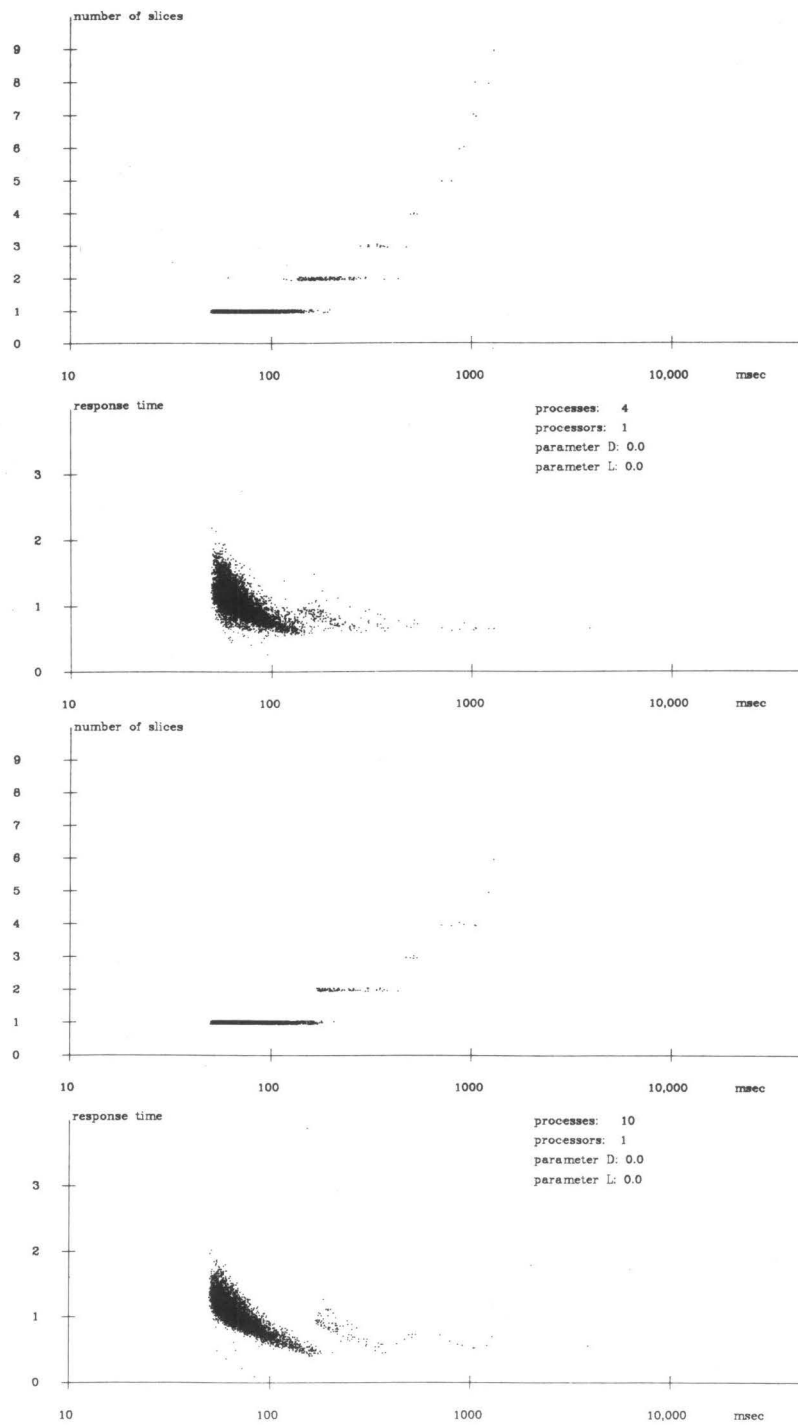 number of slices
9
8
7
6
5
4
3
2
1
0
10 100 1000 10,000 msec
response time
processes: 4
processors: 1
parameter D: 0.0
parameter L: 0.0
3
2
1
0
10 100 1000 10,000 msec
number of slices
9
8
7
6
5
4
3
2
1
0
10 100 1000 10,000 msec
response time
processes: 10
processors: 1
parameter D: 0.0
parameter L: 0.0
3
2
1
0
10 100 1000 10,000 msec